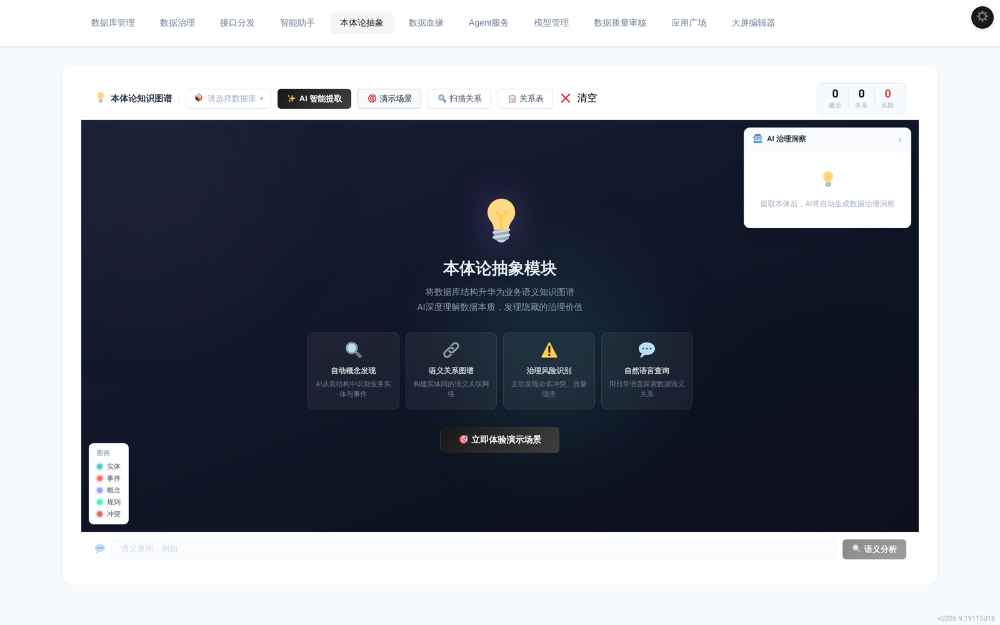 数据库管理
数据治理
接口分发
智能助手
本体论抽象
数据血缘
Agent服务
模型管理
数据质量审核
应用广场
大屏编辑器
本体论知识图谱
请选择数据库
AI 智能提取
演示场景
扫描关系
关系表
清空
0
概念
0
关系
0
风险
AI 治理洞察
提取本体后，AI将自动生成数据治理洞察
本体论抽象模块
将数据库结构升华为业务语义知识图谱
AI深度理解数据本质，发现隐藏的治理价值
自动概念发现
AI从表结构中识别业务实
体与事件
语义关系图谱
构建实体间的语义关联网
络
治理风险识别
主动发现命名冲突、质量
隐患
自然语言查询
用日常语言探索数据语义
关系
立即体验演示场景
图例
实体
事件
概念
规则
冲突
语义查询：例如
语义分析
v2026.9.19115018